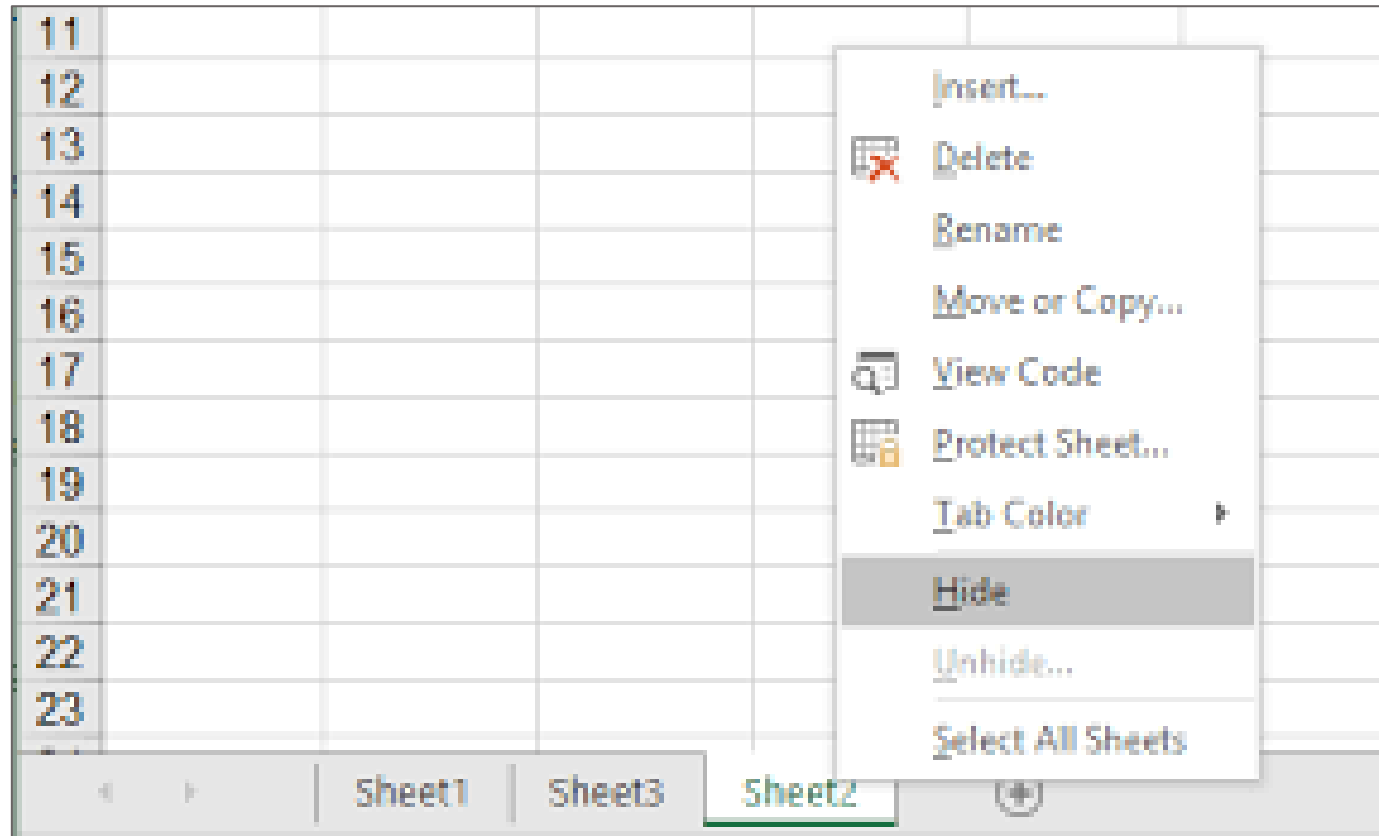 11
12
13
14
15
16
17
18
19
20
21
22
23
Insert...
Delete
Rename
Move or Copy...
View Code
Protect Sheet...
Tab Color
Hide
Unhide...
Select All Sheets
Sheet1 Sheet3 Sheet2